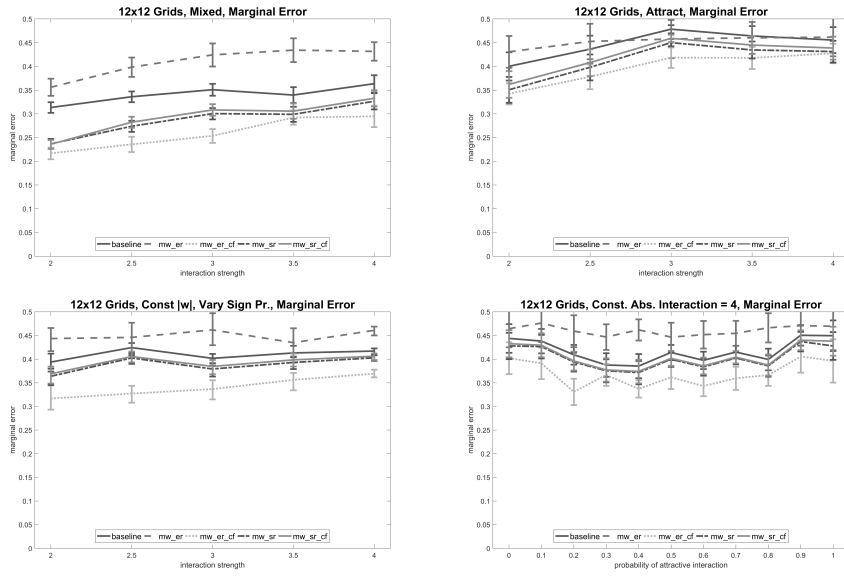 12x12 Grids, Mixed, Marginal Error
0.5
0.45
0.4
0.35
0.3
0.25
0.2
0.15
0.1
0.05
0
marginal error
baseline mw_er mw_er_cf mw_sr mw_sr_cf
2 2.5 3 3.5 4
interaction strength
12x12 Grids, Attract, Marginal Error
0.5
0.45
0.4
0.35
0.3
0.25
0.2
0.15
0.1
0.05
0
marginal error
baseline mw_er mw_er_cf mw_sr mw_sr_cf
2 2.5 3 3.5 4
interaction strength
12x12 Grids, Const |w|, Vary Sign Pr., Marginal Error
0.5
0.45
0.4
0.35
0.3
0.25
0.2
0.15
0.1
0.05
0
marginal error
baseline mw_er mw_er_cf mw_sr mw_sr_cf
2 2.5 3 3.5 4
interaction strength
12x12 Grids, Const. Abs. Interaction = 4, Marginal Error
0.5
0.45
0.4
0.35
0.3
0.25
0.2
0.15
0.1
0.05
0
marginal error
baseline mw_er mw_er_cf mw_sr mw_sr_cf
0 0.1 0.2 0.3 0.4 0.5 0.6 0.7 0.8 0.9 1
probability of attractive interaction